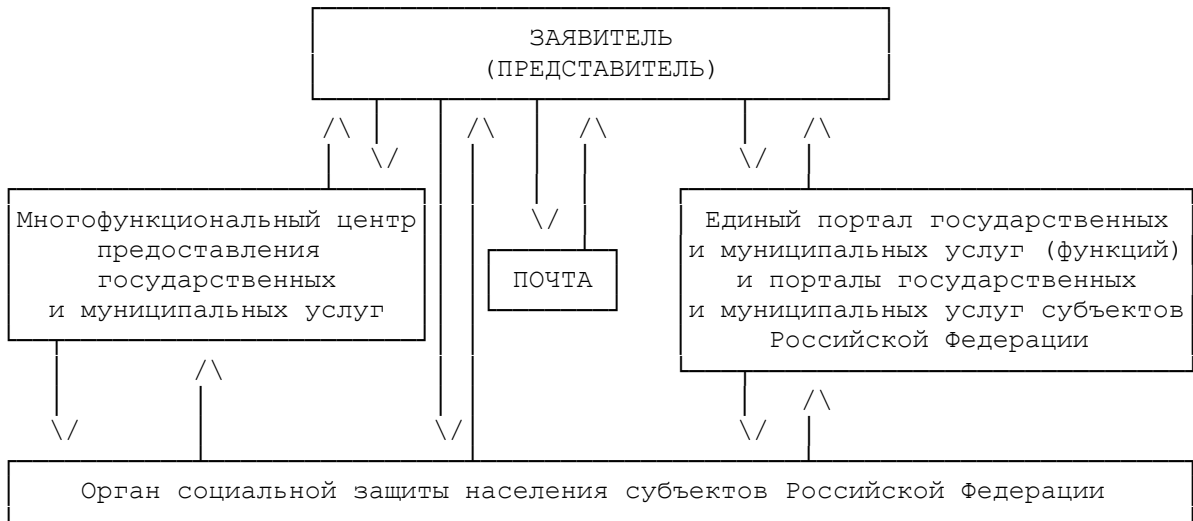 ЗАЯВИТЕЛЬ
(ПРЕДСТАВИТЕЛЬ)
Многофункциональный центр
предоставления
государственных
и муниципальных услуг
ПОЧТА
Единый портал государственных
и муниципальных услуг (функций)
и порталы государственных
и муниципальных услуг субъектов
Российской Федерации
Орган социальной защиты населения субъектов Российской Федерации